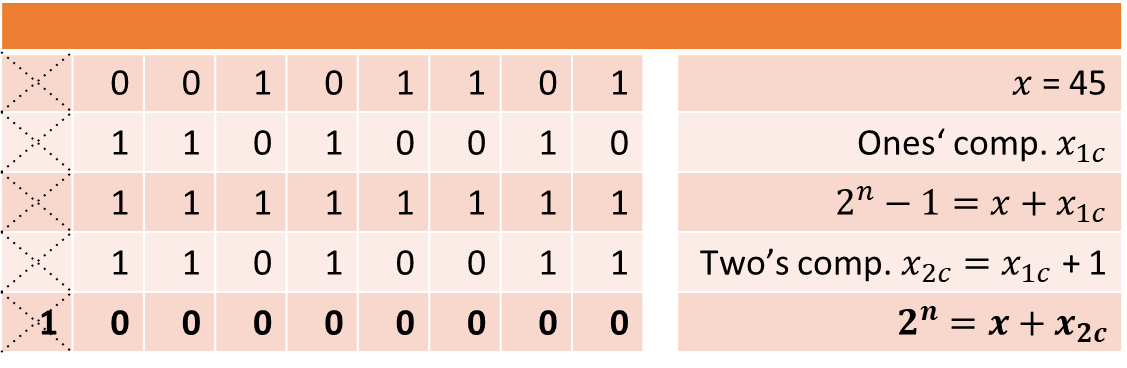 0 0 1 0 1 1 0 1 x = 45
1 1 0 1 0 0 1 0 Ones‘ comp. x₁c
1 1 1 1 1 1 1 1 2ⁿ − 1 = x + x₁c
1 1 0 1 0 0 1 1 Two’s comp. x₂c = x₁c + 1
1 0 0 0 0 0 0 0 0 2ⁿ = x + x₂c